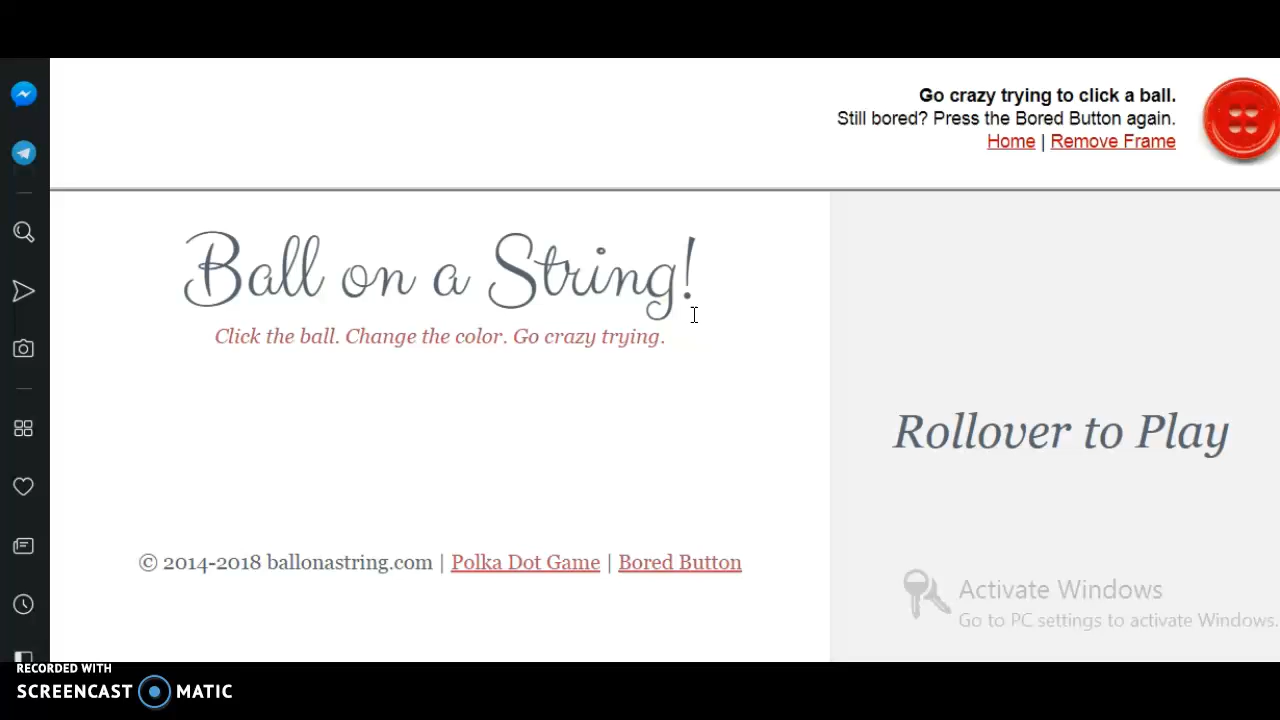 Go crazy trying to click a ball.
Still bored? Press the Bored Button again.
Home | Remove Frame
Ball on a String!
Click the ball. Change the color. Go crazy trying.
Rollover to Play
© 2014-2018 ballonastring.com | Polka Dot Game | Bored Button
Activate Windows
Go to PC settings to activate Windows.
RECORDED WITH
SCREENCAST MATIC